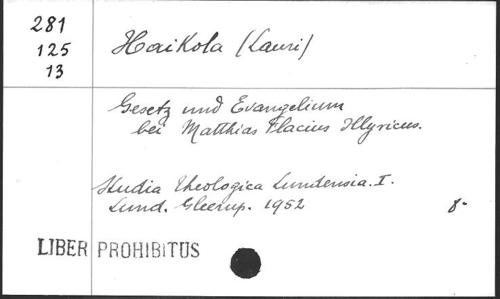 281
125
13
Haikola (Lauri)
Gesetz und Evangelium
bei Matthias Flacius Illyricus.
Studia theologica Lundensia. I.
Lund. Gleerup. 1952
8-
LIBER PROHIBITUS